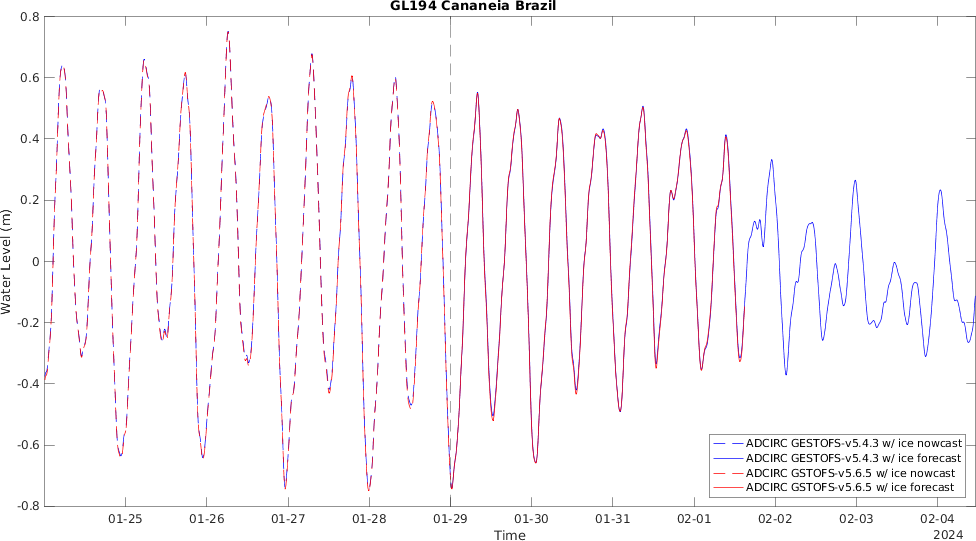 GL194 Cananeia Brazil
0.8
0.6
0.4
0.2
0
-0.2
-0.4
-0.6
-0.8
Water Level (m)
ADCIRC GESTOFS-v5.4.3 w/ ice nowcast
ADCIRC GESTOFS-v5.4.3 w/ ice forecast
ADCIRC GSTOFS-v5.6.5 w/ ice nowcast
ADCIRC GSTOFS-v5.6.5 w/ ice forecast
01-25 01-26 01-27 01-28 01-29 01-30 01-31 02-01 02-02 02-03 02-04
Time
2024